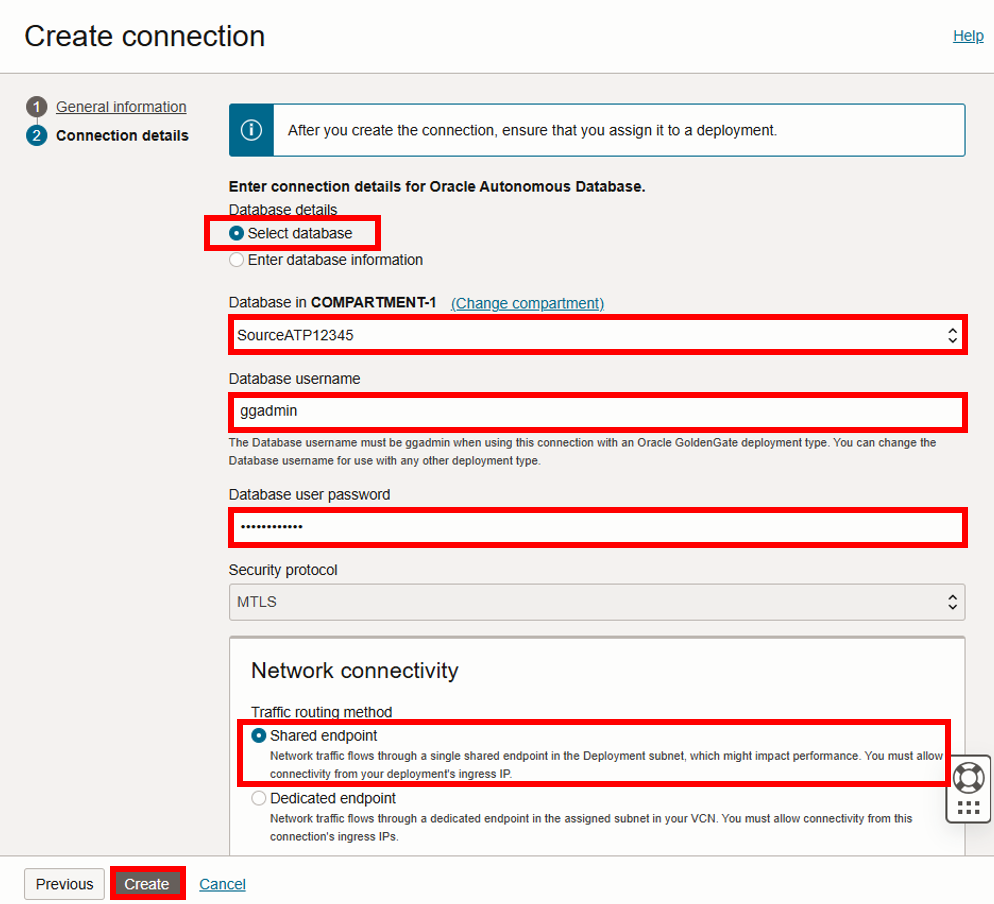 Create connection
Help
1 General information
2 Connection details
After you create the connection, ensure that you assign it to a deployment.
Enter connection details for Oracle Autonomous Database.
Database details
Select database
Enter database information
Database in COMPARTMENT-1 (Change compartment)
SourceATP12345
Database username
ggadmin
The Database username must be ggadmin when using this connection with an Oracle GoldenGate deployment type. You can change the
Database username for use with any other deployment type.
Database user password
••••••••••••
Security protocol
MTLS
Network connectivity
Traffic routing method
Shared endpoint
Network traffic flows through a single shared endpoint in the Deployment subnet, which might impact performance. You must allow
connectivity from your deployment's ingress IP.
Dedicated endpoint
Network traffic flows through a dedicated endpoint in the assigned subnet in your VCN. You must allow connectivity from this
connection's ingress IPs.
Previous Create Cancel